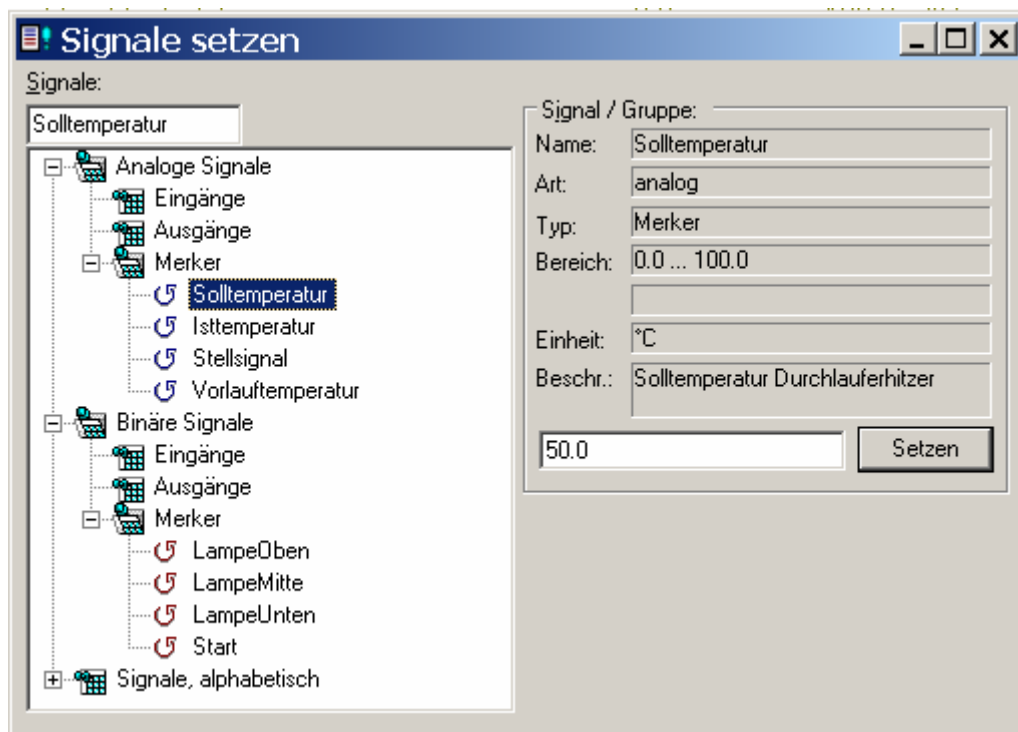 Signale setzen
Signale:
Solltemperatur
Analoge Signale
Eingänge
Ausgänge
Merker
Solltemperatur
Isttemperatur
Stellsignal
Vorlauftemperatur
Binäre Signale
Eingänge
Ausgänge
Merker
LampeOben
LampeMitte
LampeUnten
Start
Signale, alphabetisch
Signal / Gruppe:
Name: Solltemperatur
Art: analog
Typ: Merker
Bereich: 0.0 ... 100.0
Einheit: °C
Beschr.: Solltemperatur Durchlauferhitzer
50.0 Setzen